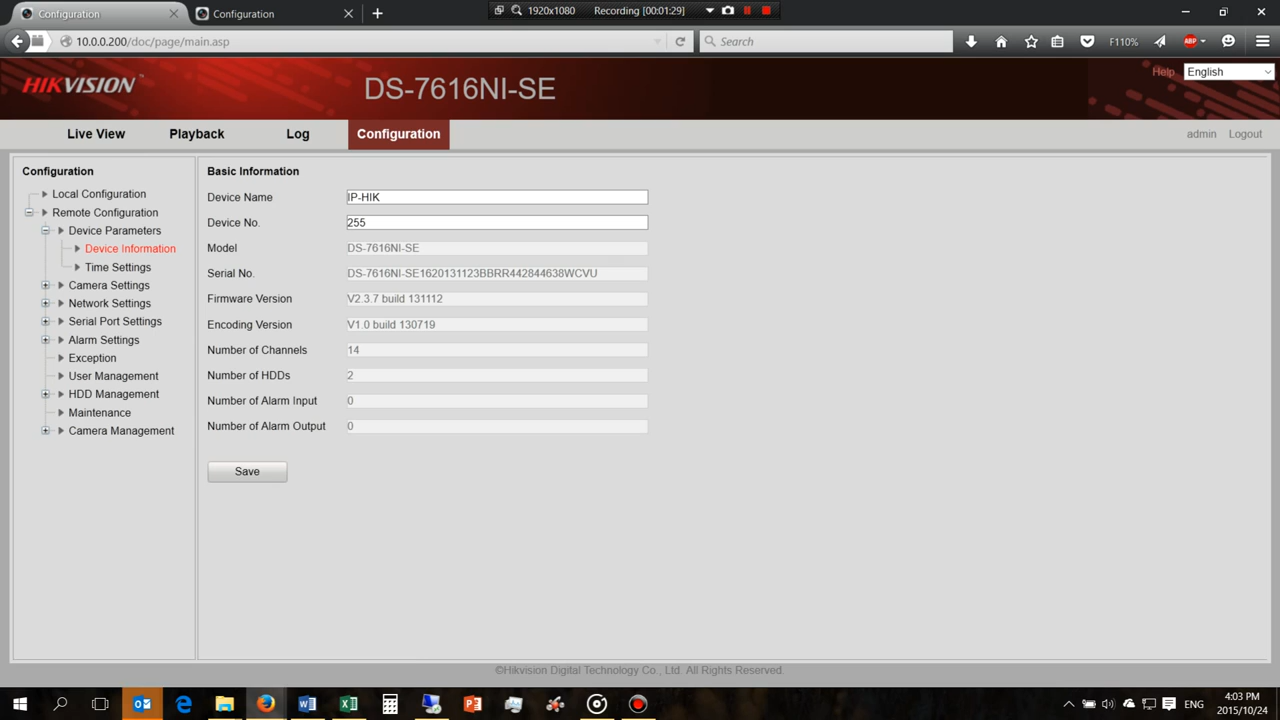 Configuration
Configuration
1920x1080
Recording [00:01:29]
10.0.0.200/doc/page/main.asp
Search
F110%
ABP
HIKVISION
DS-7616NI-SE
Help
English
Live View
Playback
Log
Configuration
admin
Logout
Configuration
Local Configuration
Remote Configuration
Device Parameters
Device Information
Time Settings
Camera Settings
Network Settings
Serial Port Settings
Alarm Settings
Exception
User Management
HDD Management
Maintenance
Camera Management
Basic Information
Device Name IP-HIK
Device No. 255
Model DS-7616NI-SE
Serial No. DS-7616NI-SE1620131123BBRR442844638WCVU
Firmware Version V2.3.7 build 131112
Encoding Version V1.0 build 130719
Number of Channels 14
Number of HDDs 2
Number of Alarm Input 0
Number of Alarm Output 0
Save
©Hikvision Digital Technology Co., Ltd. All Rights Reserved.
ENG
4:03 PM
2015/10/24